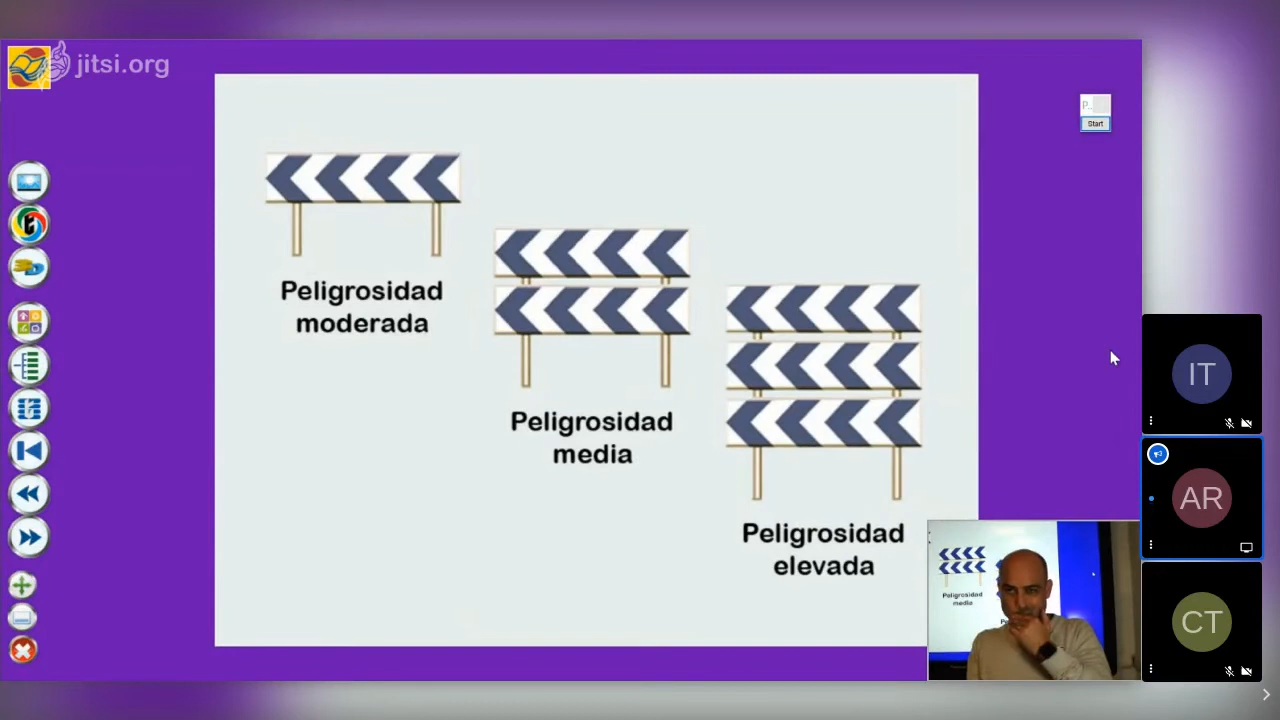 jitsi.org
P..
Start
Peligrosidad
moderada
Peligrosidad
media
Peligrosidad
elevada
Peligrosidad
media
IT
AR
CT